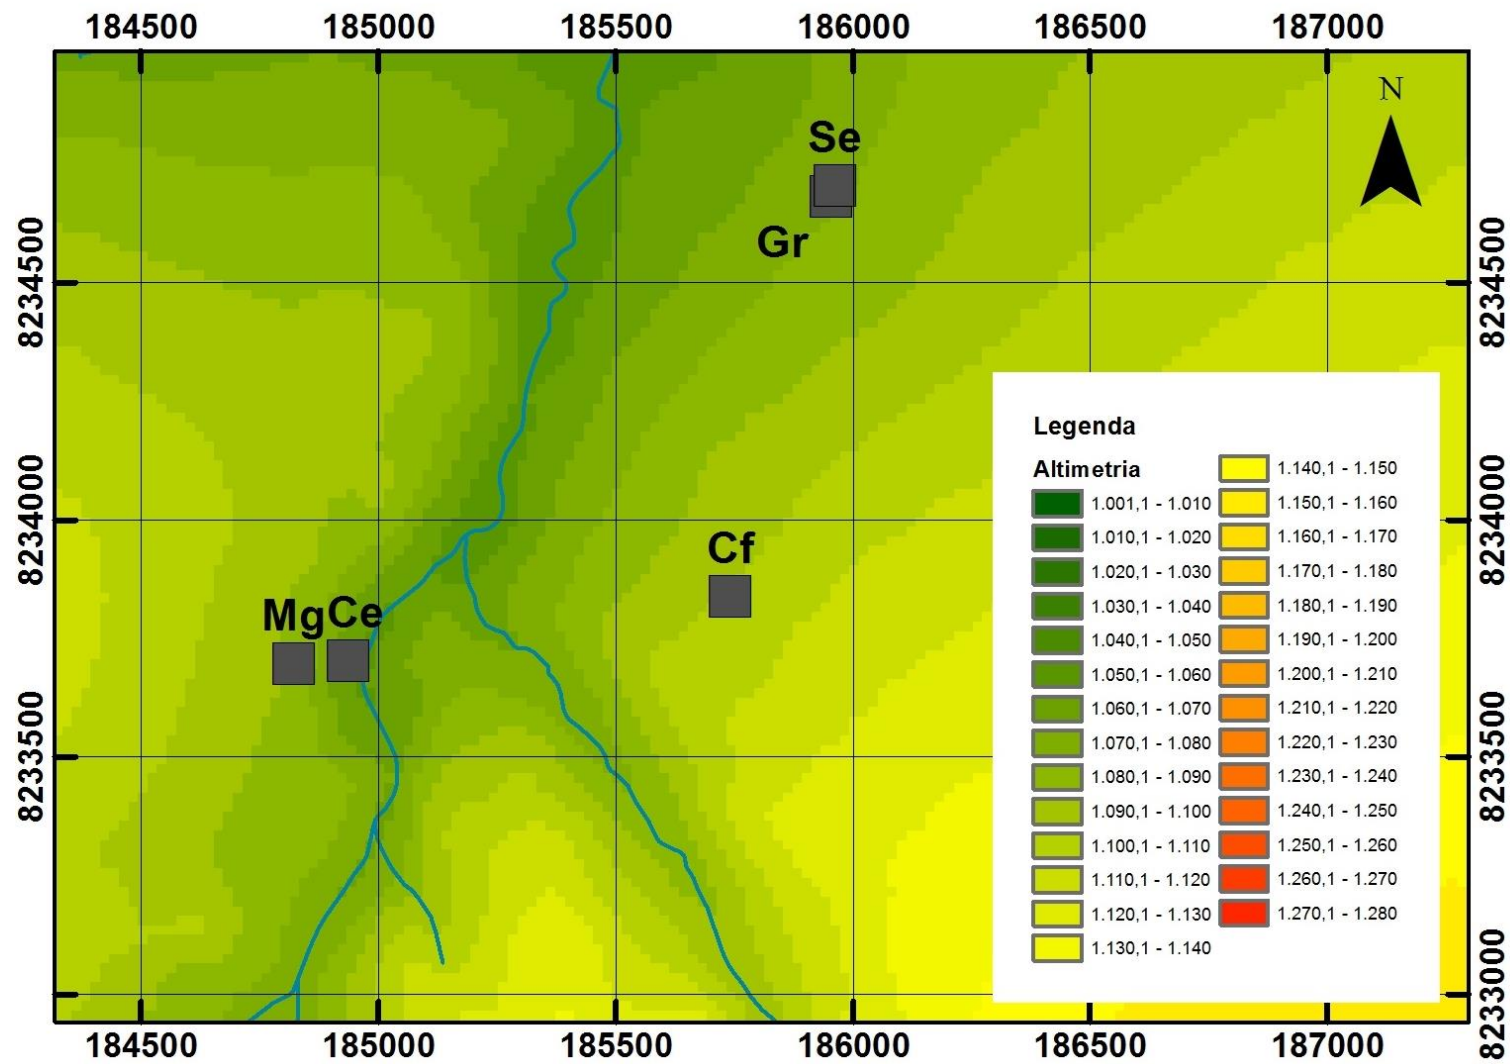 184500 185000 185500 186000 186500 187000
N
Se
Gr
8234500
8234500
8234000
8234000
Cf
MgCe
8233500
8233500
8233000
Legenda
Altimetria
1.001,1 - 1.010
1.010,1 - 1.020
1.020,1 - 1.030
1.030,1 - 1.040
1.040,1 - 1.050
1.050,1 - 1.060
1.060,1 - 1.070
1.070,1 - 1.080
1.080,1 - 1.090
1.090,1 - 1.100
1.100,1 - 1.110
1.110,1 - 1.120
1.120,1 - 1.130
1.130,1 - 1.140
1.140,1 - 1.150
1.150,1 - 1.160
1.160,1 - 1.170
1.170,1 - 1.180
1.180,1 - 1.190
1.190,1 - 1.200
1.200,1 - 1.210
1.210,1 - 1.220
1.220,1 - 1.230
1.230,1 - 1.240
1.240,1 - 1.250
1.250,1 - 1.260
1.260,1 - 1.270
1.270,1 - 1.280
8233000
184500 185000 185500 186000 186500 187000